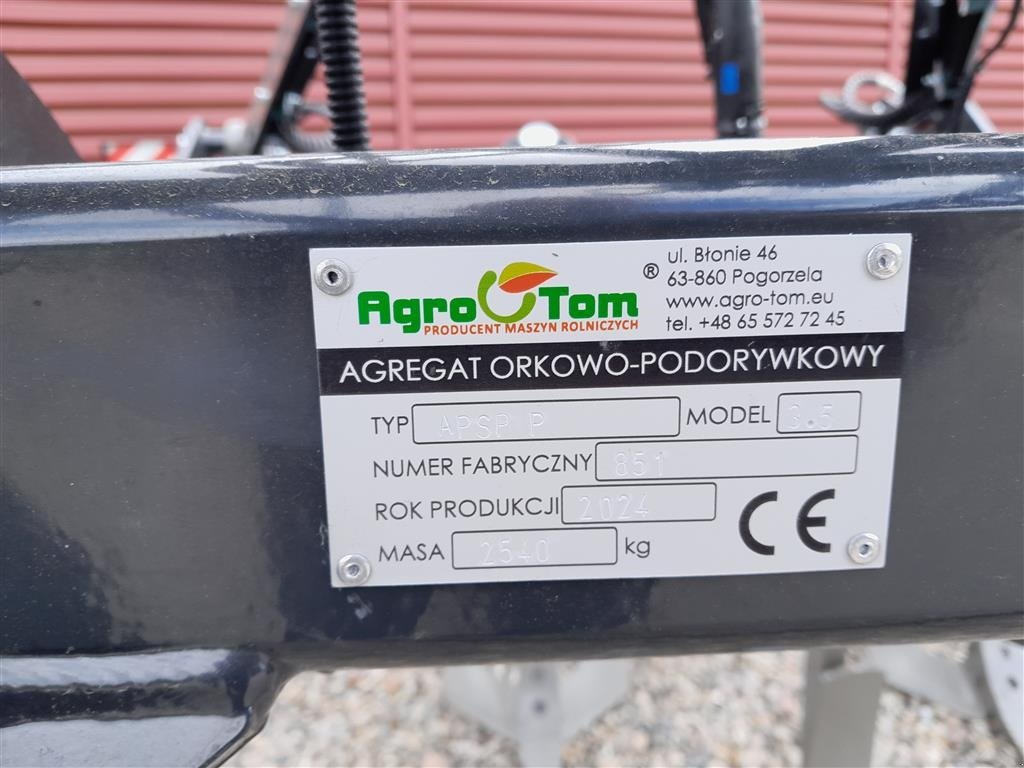 Agro Tom ®
PRODUCENT MASZYN ROLNICZYCH
ul. Błonie 46
63-860 Pogorzela
www.agro-tom.eu
tel. +48 65 572 72 45
AGREGAT ORKOWO-PODORYWKOWY
TYP APSP P MODEL 3.5
NUMER FABRYCZNY 851
ROK PRODUKCJI 2024
MASA 2540 kg
CE